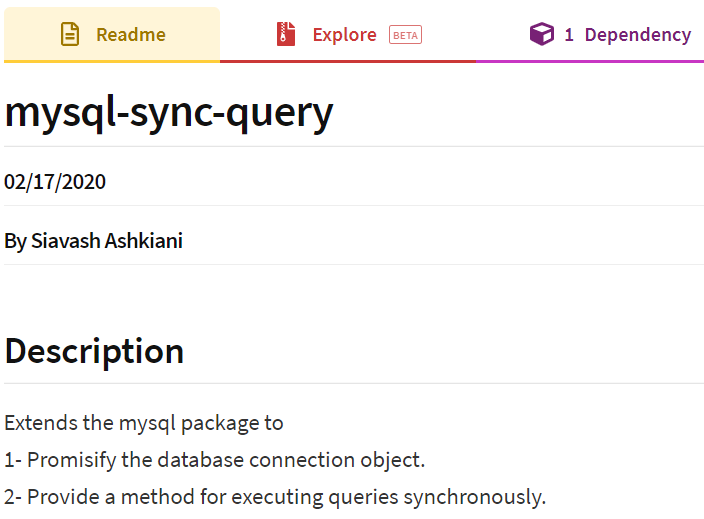 Readme
Explore BETA
1 Dependency
mysql-sync-query
02/17/2020
By Siavash Ashkiani
Description
Extends the mysql package to
1- Promisify the database connection object.
2- Provide a method for executing queries synchronously.